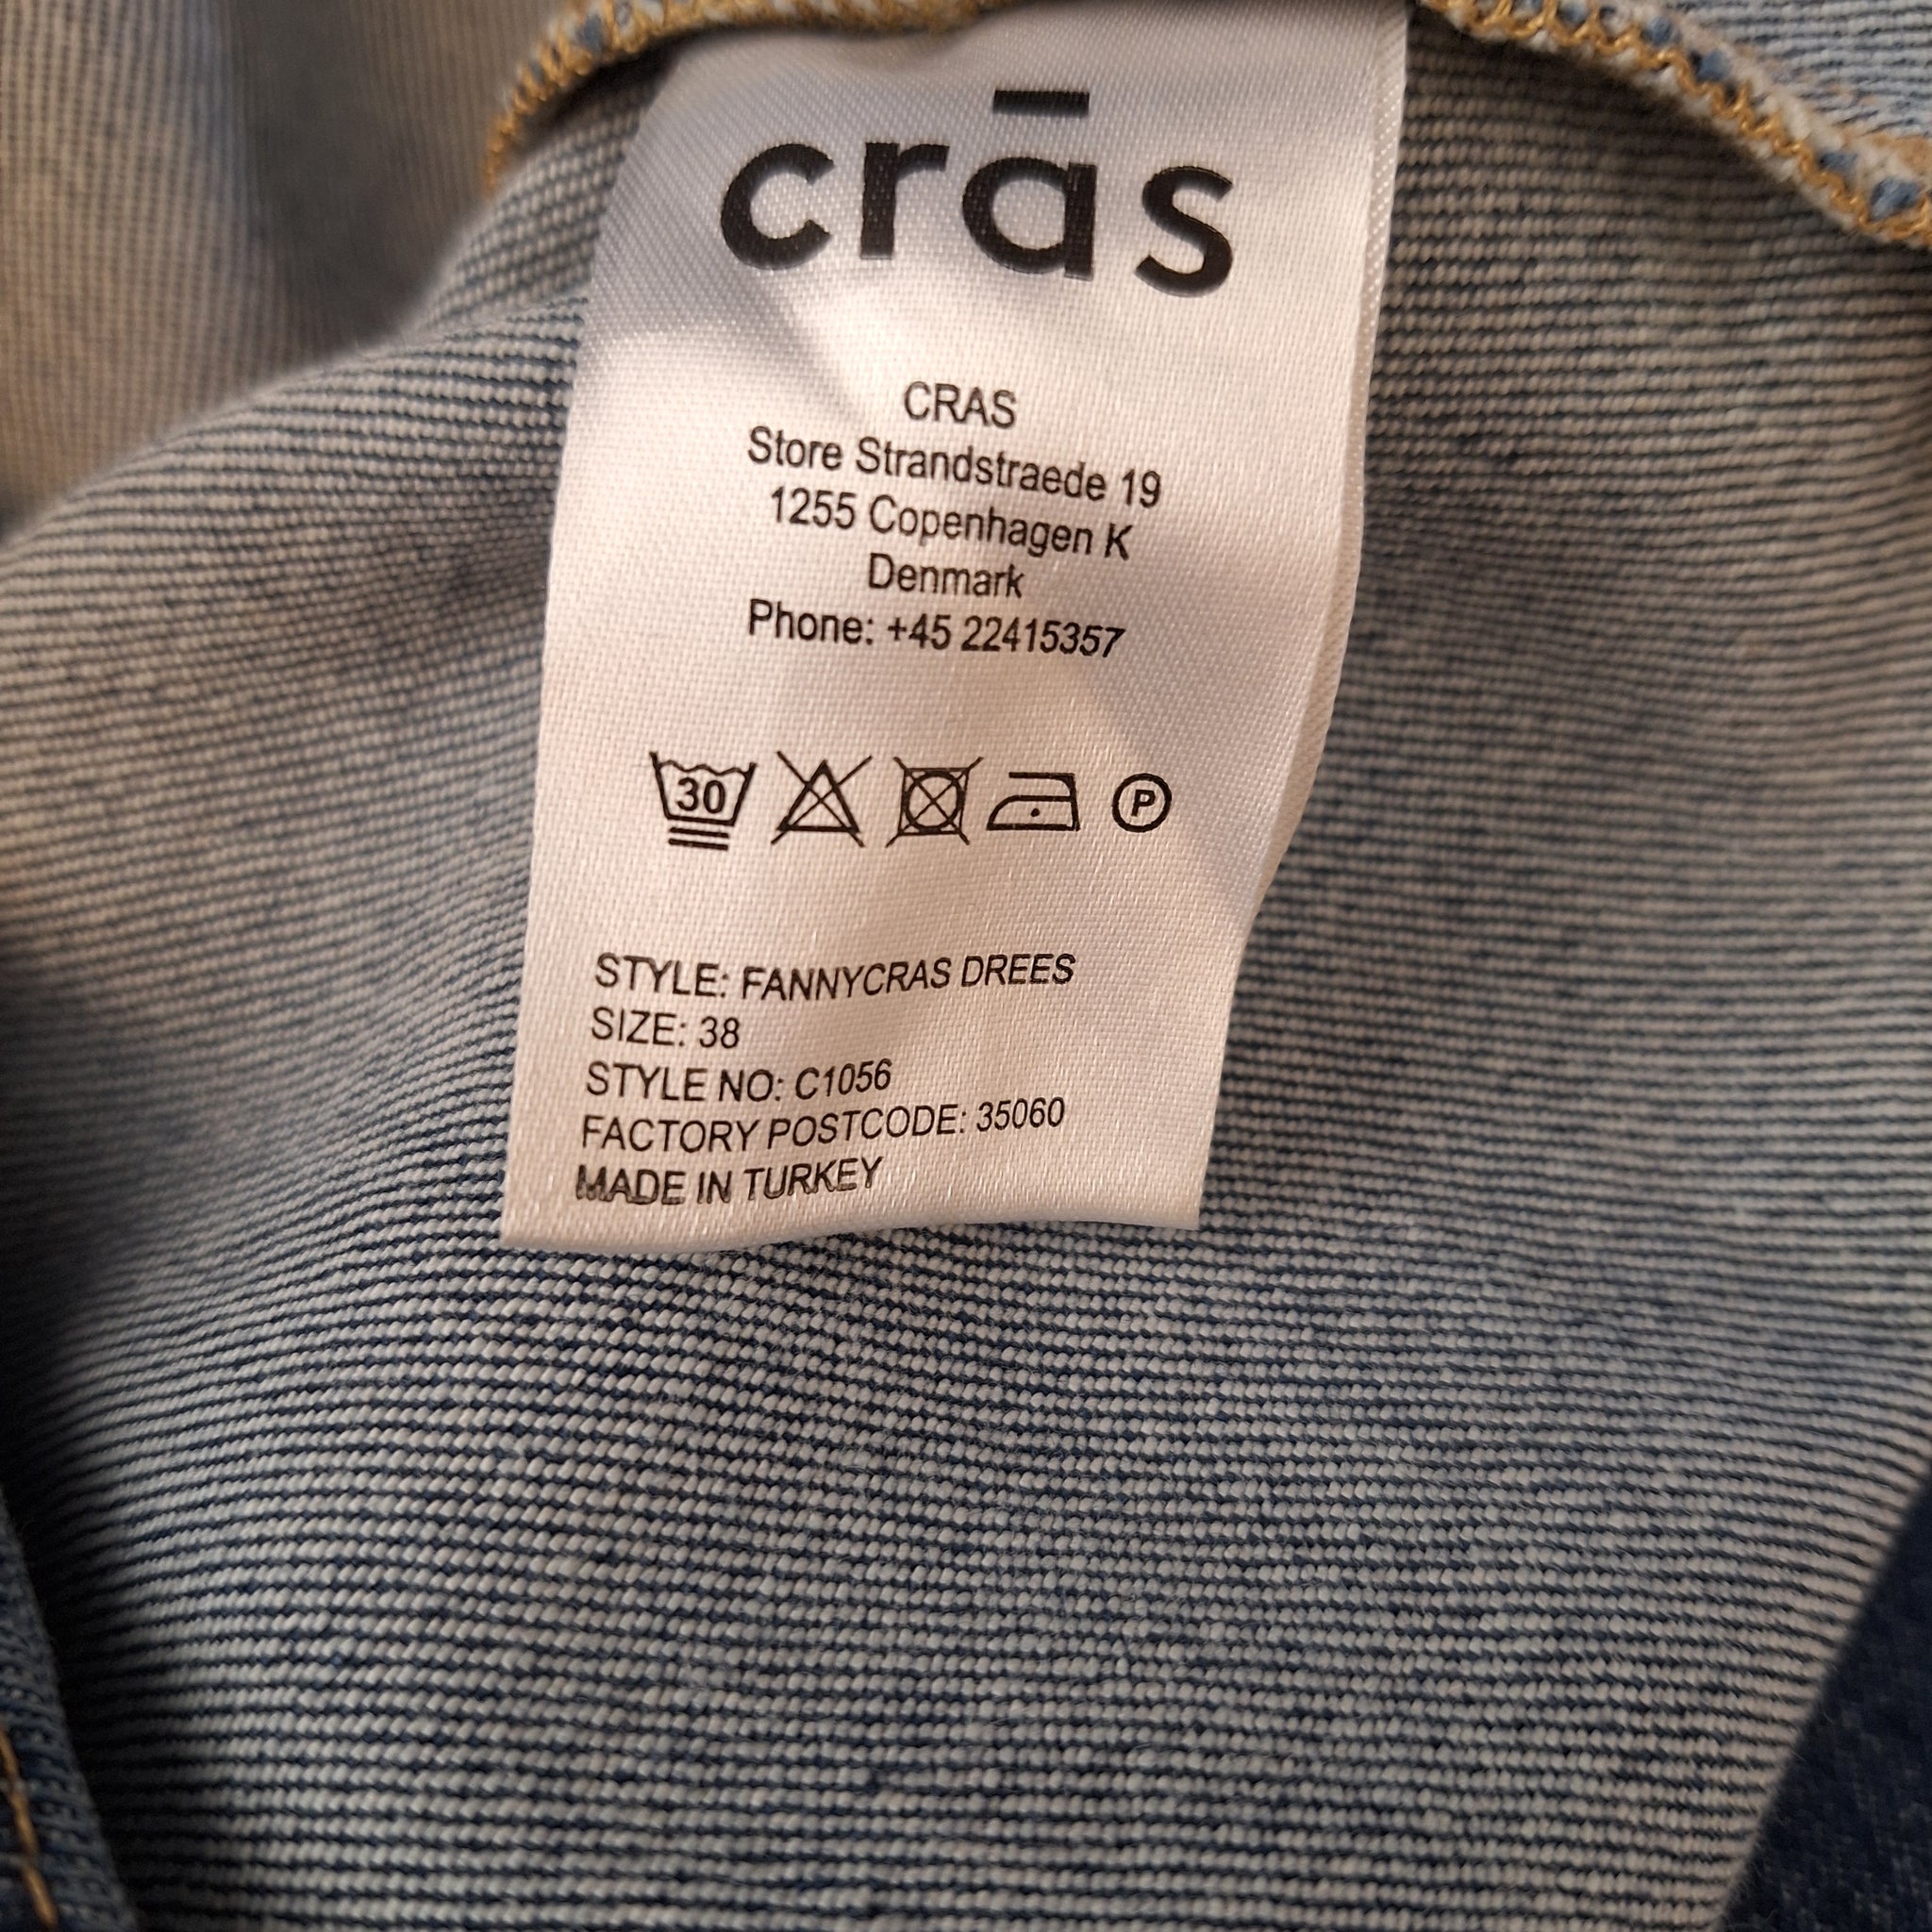 crās
CRAS
Store Strandstraede 19
1255 Copenhagen K
Denmark
Phone: +45 22415357
30 P
STYLE: FANNYCRAS DREES
SIZE: 38
STYLE NO: C1056
FACTORY POSTCODE: 35060
MADE IN TURKEY